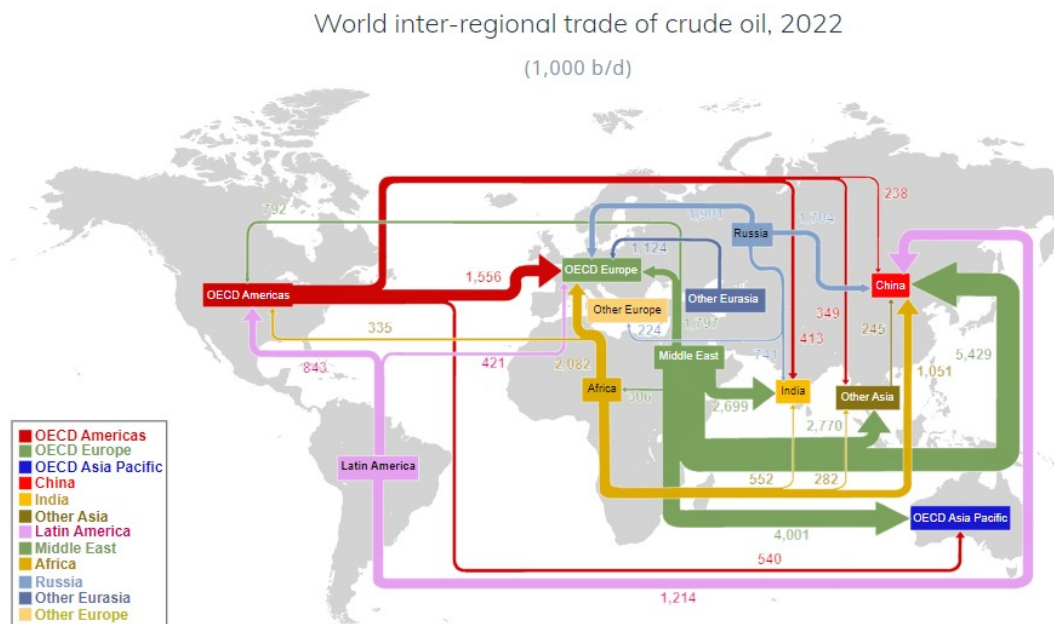 World inter-regional trade of crude oil, 2022
(1,000 b/d)
238
792
1,901
1,704
Russia
1,124
OECD Europe
1,556
China
OECD Americas
Other Eurasia
Other Europe
349
245
335
224
1,797
413
Middle East
741
5,429
843
421
2,082
1,051
Africa
306
India
Other Asia
2,699
2,770
Latin America
552
282
OECD Asia Pacific
4,001
540
1,214
OECD Americas
OECD Europe
OECD Asia Pacific
China
India
Other Asia
Latin America
Middle East
Africa
Russia
Other Eurasia
Other Europe